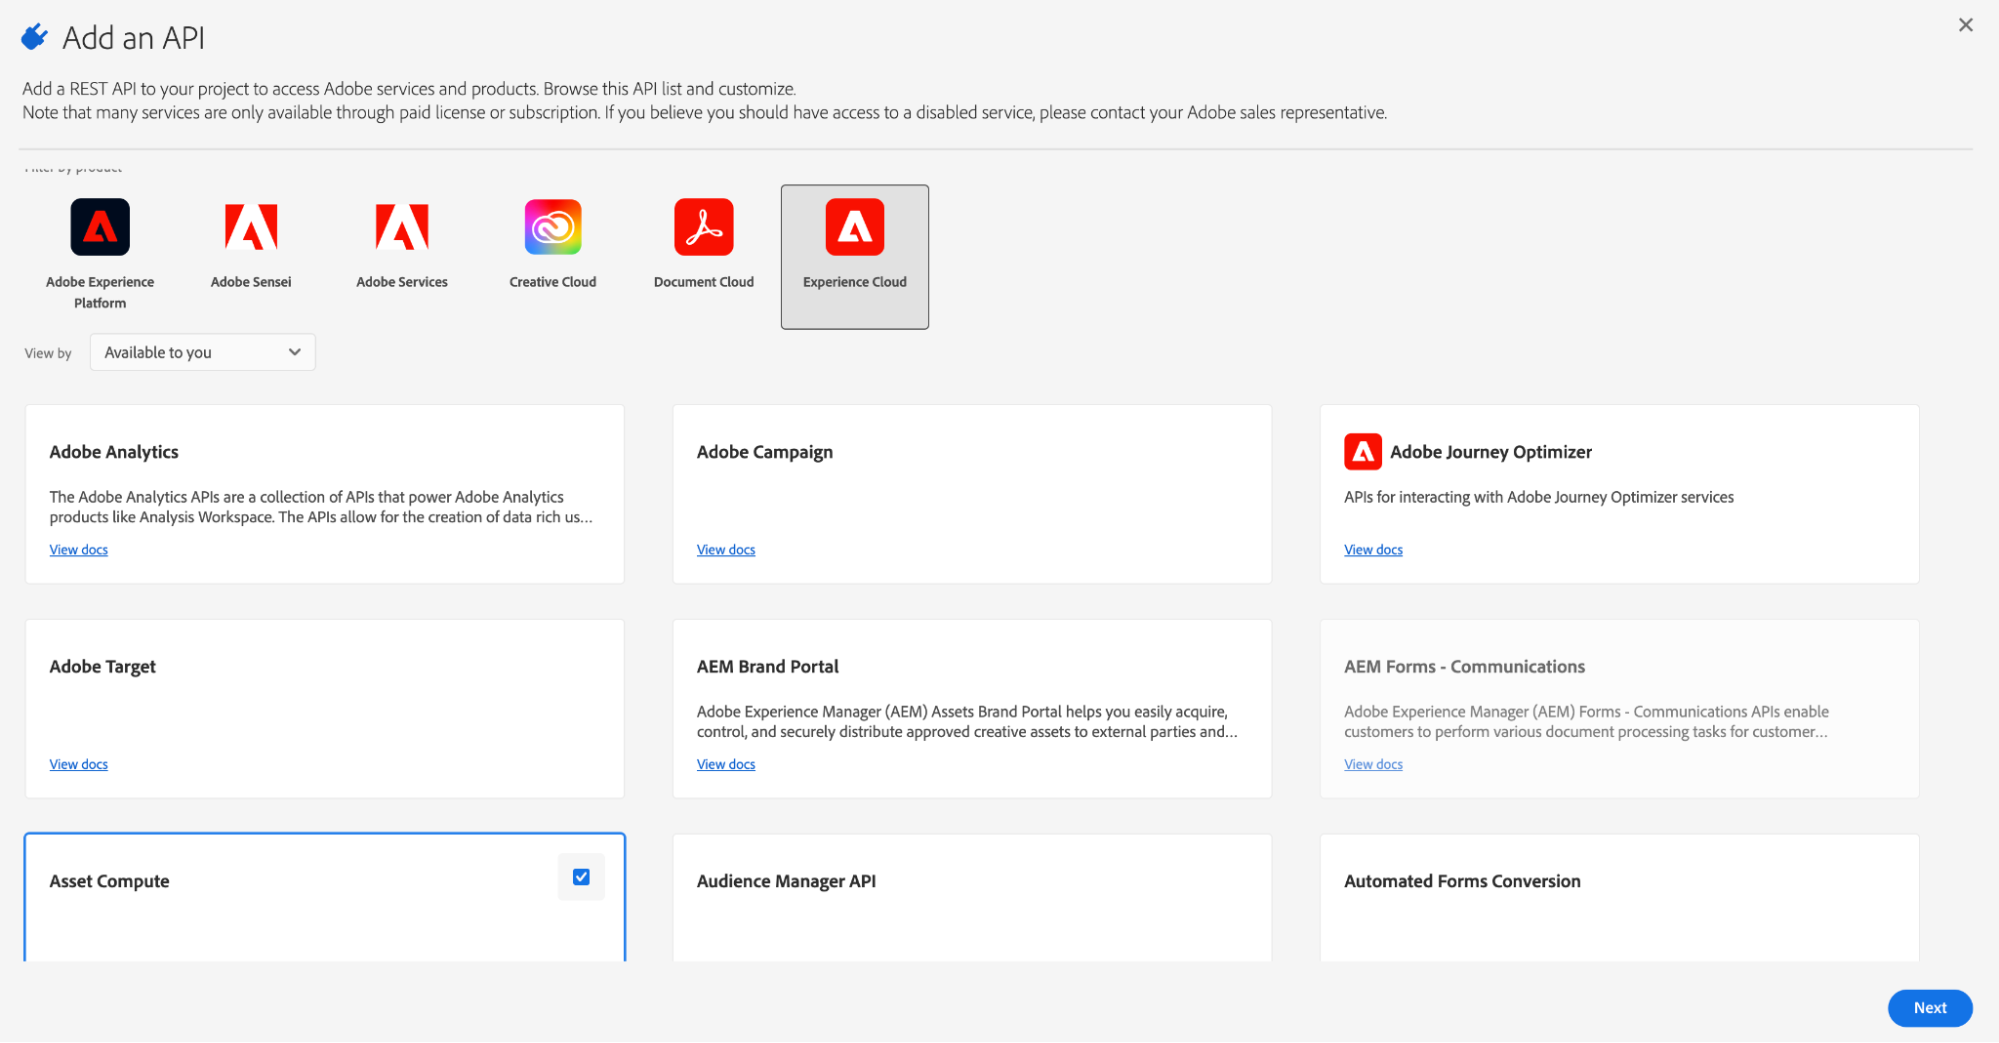 Add an API
Add a REST API to your project to access Adobe services and products. Browse this API list and customize.
Note that many services are only available through paid license or subscription. If you believe you should have access to a disabled service, please contact your Adobe sales representative.
Filter by product
Adobe Experience
Platform
Adobe Sensei
Adobe Services
Creative Cloud
Document Cloud
Experience Cloud
View by
Available to you
Adobe Analytics
The Adobe Analytics APIs are a collection of APIs that power Adobe Analytics
products like Analysis Workspace. The APIs allow for the creation of data rich us...
View docs
Adobe Campaign
View docs
Adobe Journey Optimizer
APIs for interacting with Adobe Journey Optimizer services
View docs
Adobe Target
View docs
AEM Brand Portal
Adobe Experience Manager (AEM) Assets Brand Portal helps you easily acquire,
control, and securely distribute approved creative assets to external parties and...
View docs
AEM Forms - Communications
Adobe Experience Manager (AEM) Forms - Communications APIs enable
customers to perform various document processing tasks for customer...
View docs
Asset Compute
Audience Manager API
Automated Forms Conversion
Next